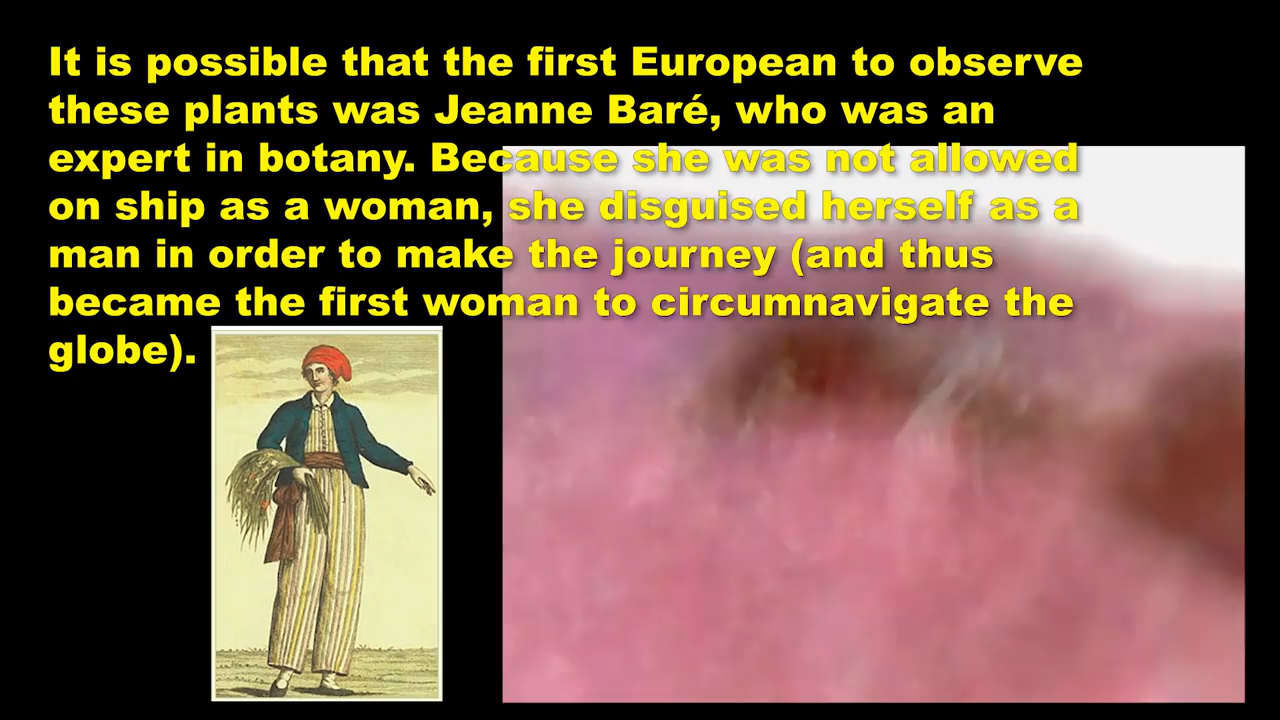 It is possible that the first European to observe
these plants was Jeanne Baré, who was an
expert in botany. Because she was not allowed
on ship as a woman, she disguised herself as a
man in order to make the journey (and thus
became the first woman to circumnavigate the
globe).